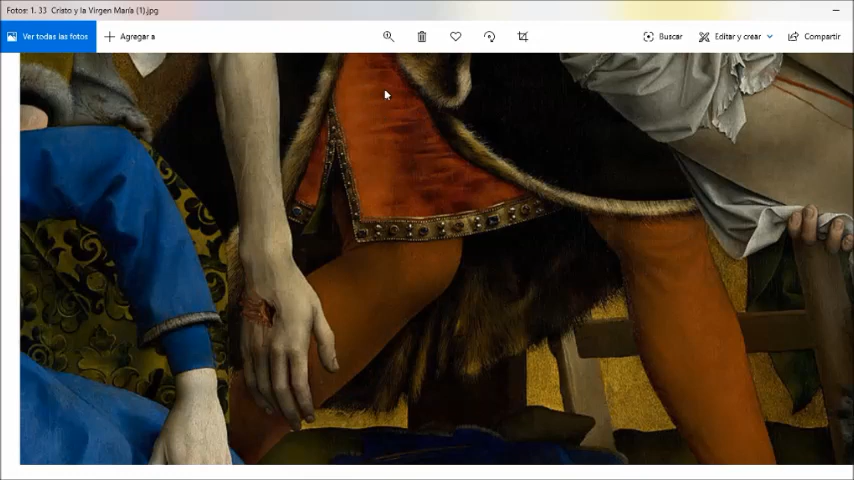 Fotos: 1. 33 Cristo y la Virgen María (1).jpg
Ver todas las fotos
Agregar a
Buscar
Editar y crear
Compartir